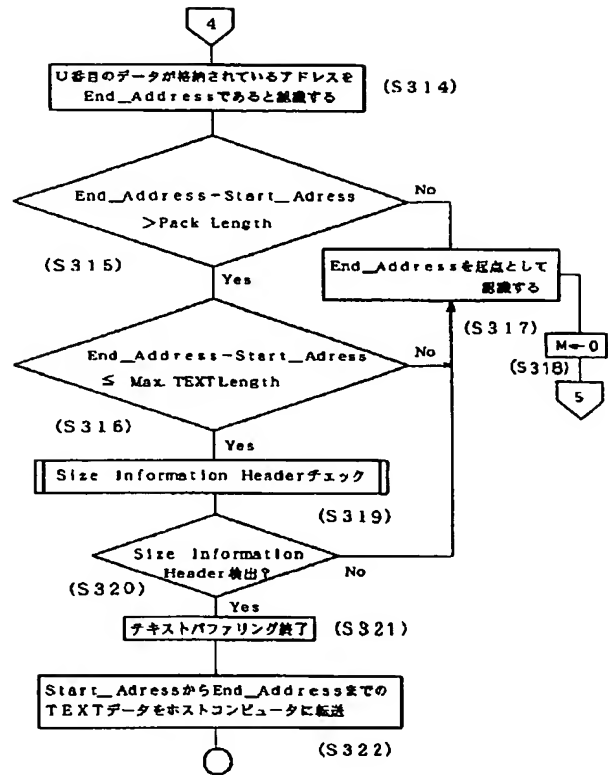 4
U番目のデータが格納されているアドレスを
End_Addressであると認識する
(S314)
End_Address-Start_Adress
>Pack Length
No
(S315)
Yes
End_Addressを起点として
認識する
(S317)
M←0
(S318)
5
End_Address-Start_Adress
≤ Max.TEXTLength
No
(S316)
Yes
Size Information Headerチェック
(S319)
Size Information
Header検出?
No
(S320)
Yes
テキストバファリング終了
(S321)
Start_AdressからEnd_Addressまでの
TEXTデータをホストコンピュータに転送
(S322)